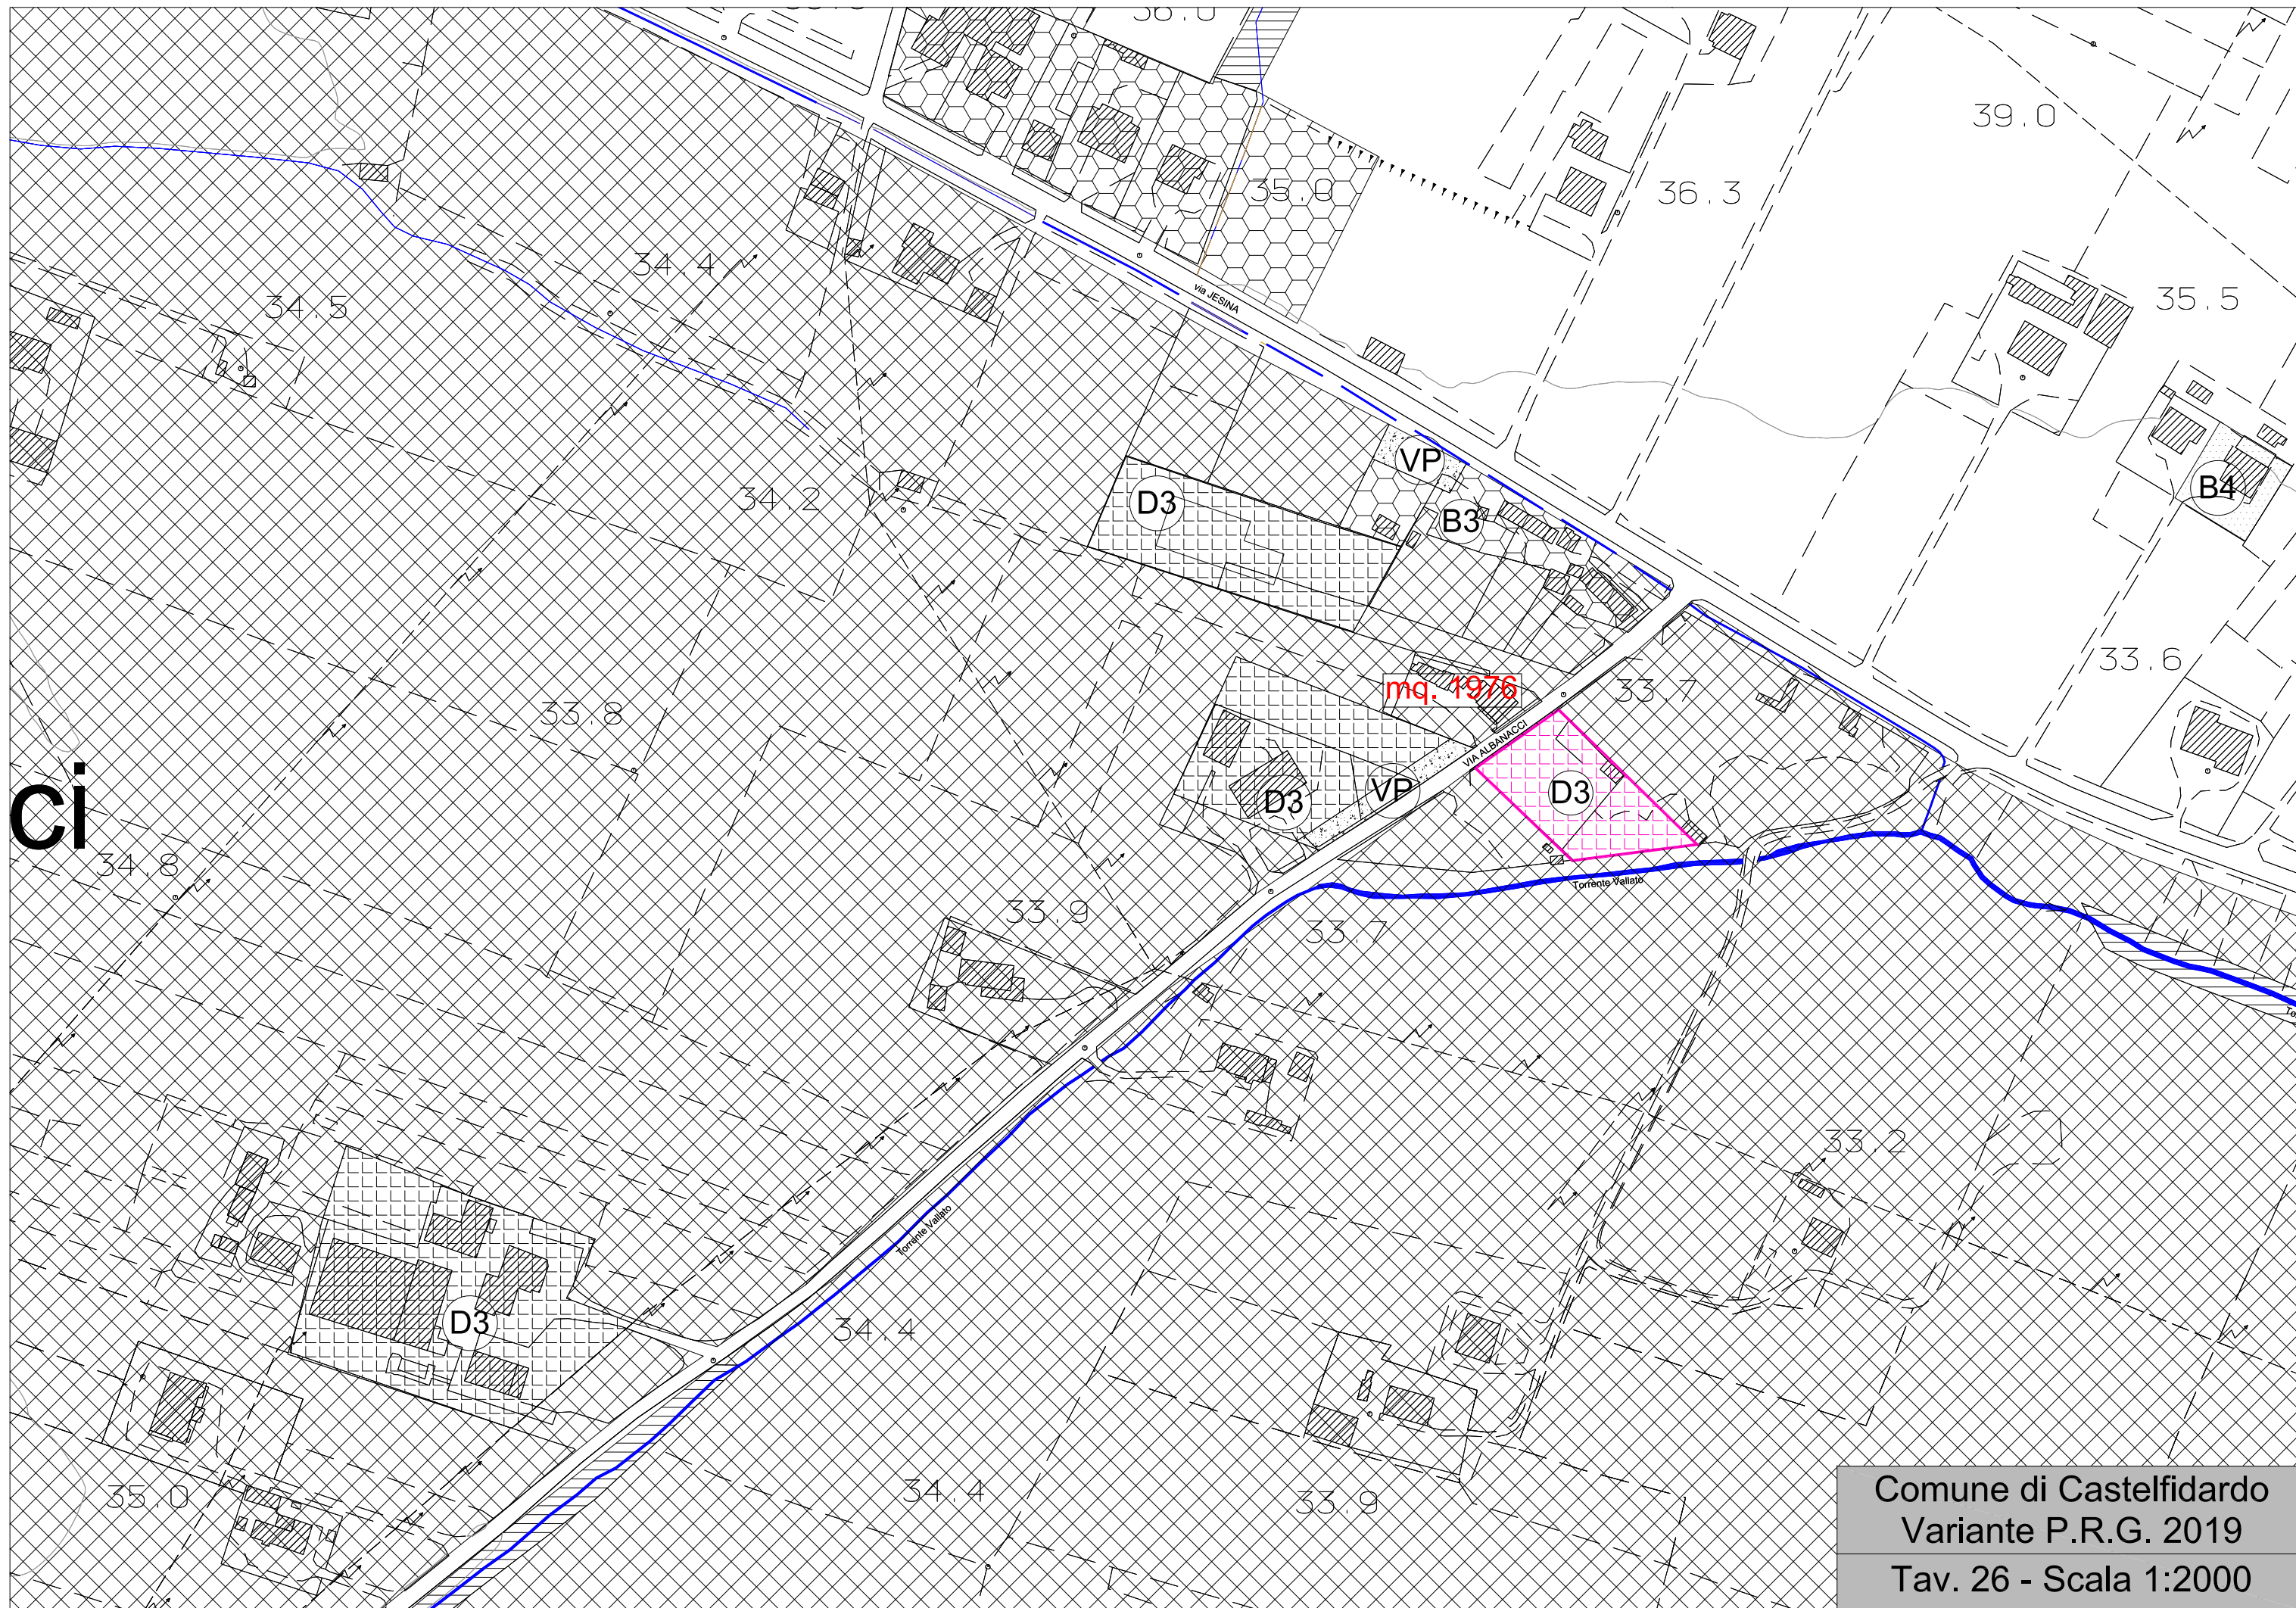 36.0
39.0
36.3
35.0
34.4
34.5
via JESINA
35.5
VP
D3
B3
B4
34.2
33.6
mq. 1976
33.7
33.8
VIA ALBANACCI
D3
VP
D3
ci
34.8
Torrente Vallato
33.9
33.7
33.2
Torrente Vallato
D3
34.4
35.0
34.4
33.9
Comune di Castelfidardo
Variante P.R.G. 2019
Tav. 26 - Scala 1:2000